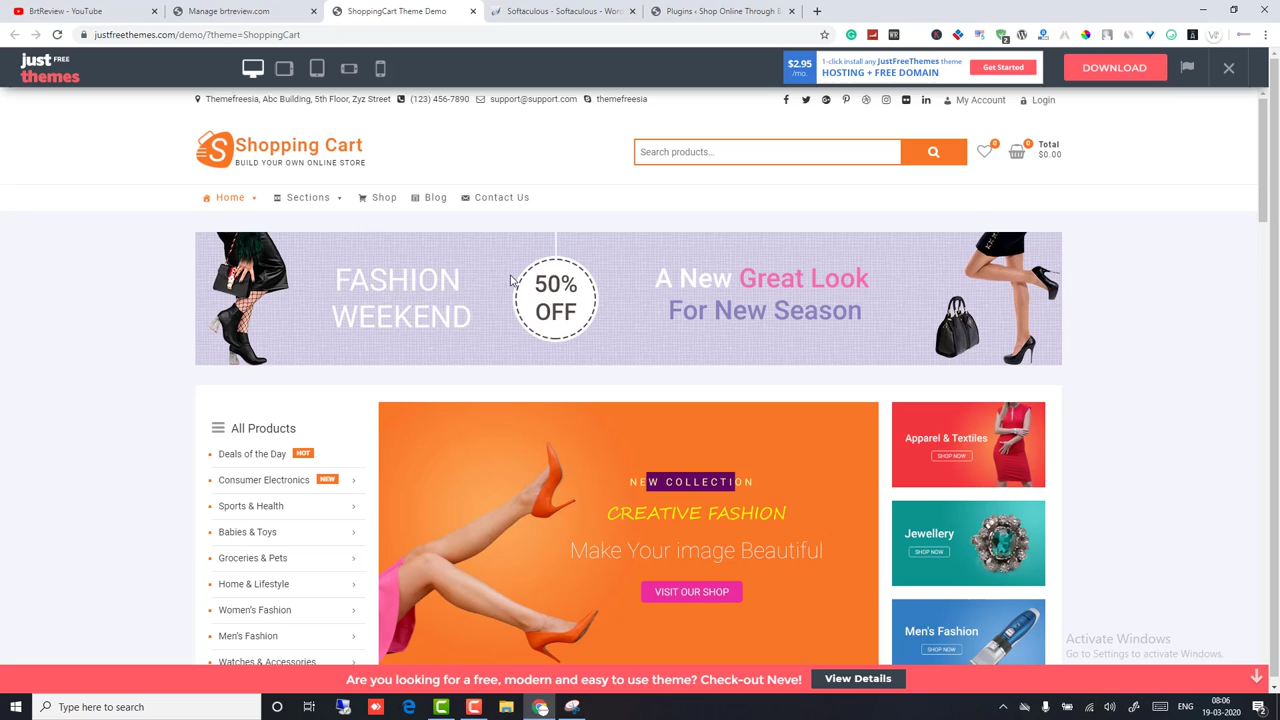 BrtReview - YouTube
Manage brtreview
ShoppingCart Theme Demo
Softaculous - Softaculous - Wor
Plugins ‹ Shop Online Through B
justfreethemes.com/demo/?theme=ShoppingCart
just FREE
themes
$2.95
/mo.
1-click install any JustFreeThemes theme
HOSTING + FREE DOMAIN
Get Started
DOWNLOAD
Themefreesia, Abc Building, 5th Floor, Zyz Street (123) 456-7890 support@support.com themefreesia
My Account Login
Shopping Cart
BUILD YOUR OWN ONLINE STORE
Search products...
0
0
Total
$0.00
Home Sections Shop Blog Contact Us
FASHION
WEEKEND
50%
OFF
A New Great Look
For New Season
All Products
Deals of the Day HOT
Consumer Electronics NEW
Sports & Health
Babies & Toys
Groceries & Pets
Home & Lifestyle
Women's Fashion
Men's Fashion
Watches & Accessories
NEW COLLECTION
CREATIVE FASHION
Make Your image Beautiful
VISIT OUR SHOP
Apparel & Textiles
SHOP NOW
Jewellery
SHOP NOW
Men's Fashion
SHOP NOW
Activate Windows
Go to Settings to activate Windows.
Are you looking for a free, modern and easy to use theme? Check-out Neve!
View Details
Type here to search
08:06
19-03-2020
2